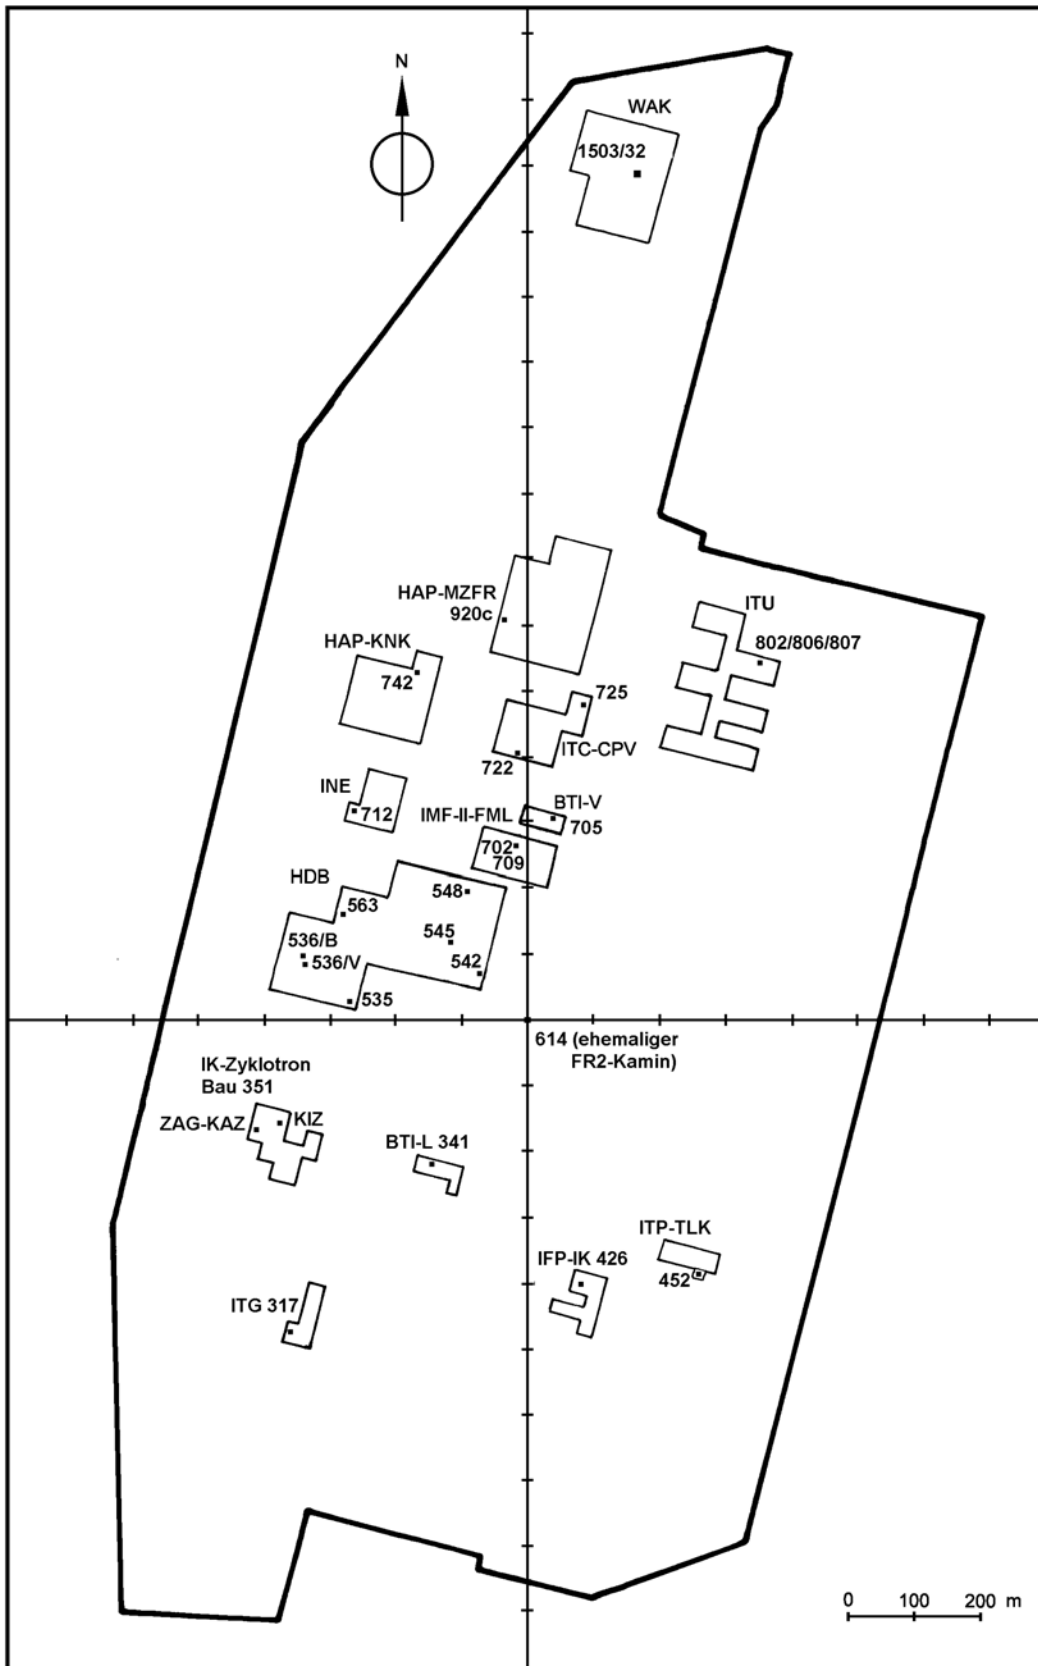 N
WAK
1503/32
HAP-MZFR
920c
ITU
HAP-KNK
802/806/807
742
725
ITC-CPV
722
INE
BTI-V
712
IMF-II-FML
705
702
709
HDB
548
563
545
536/B
542
536/V
535
614 (ehemaliger
FR2-Kamin)
IK-Zyklotron
Bau 351
ZAG-KAZ
KIZ
BTI-L 341
ITP-TLK
IFP-IK 426
452
ITG 317
0 100 200 m